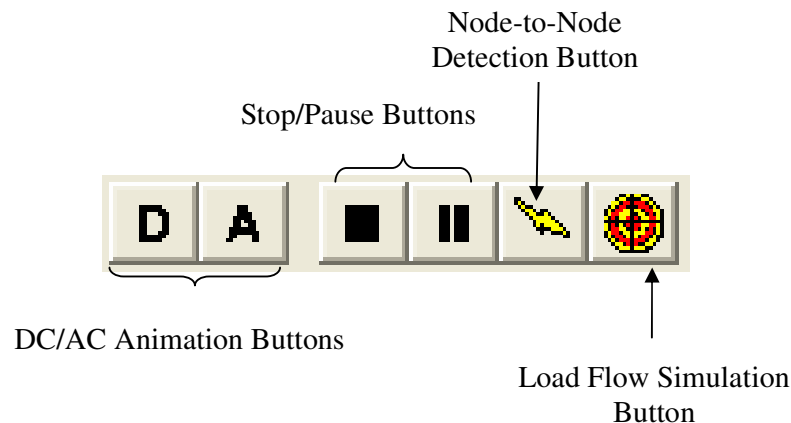 Node-to-Node
Detection Button
Stop/Pause Buttons
D A
DC/AC Animation Buttons
Load Flow Simulation
Button